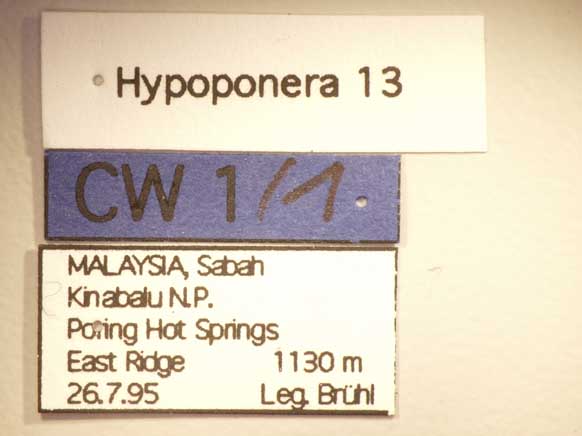 Hypoponera 13
CW 1/1
MALAYSIA, Sabah
Kinabalu N.P.
Poring Hot Springs
East Ridge 1130 m
26.7.95 Leg. Brühl